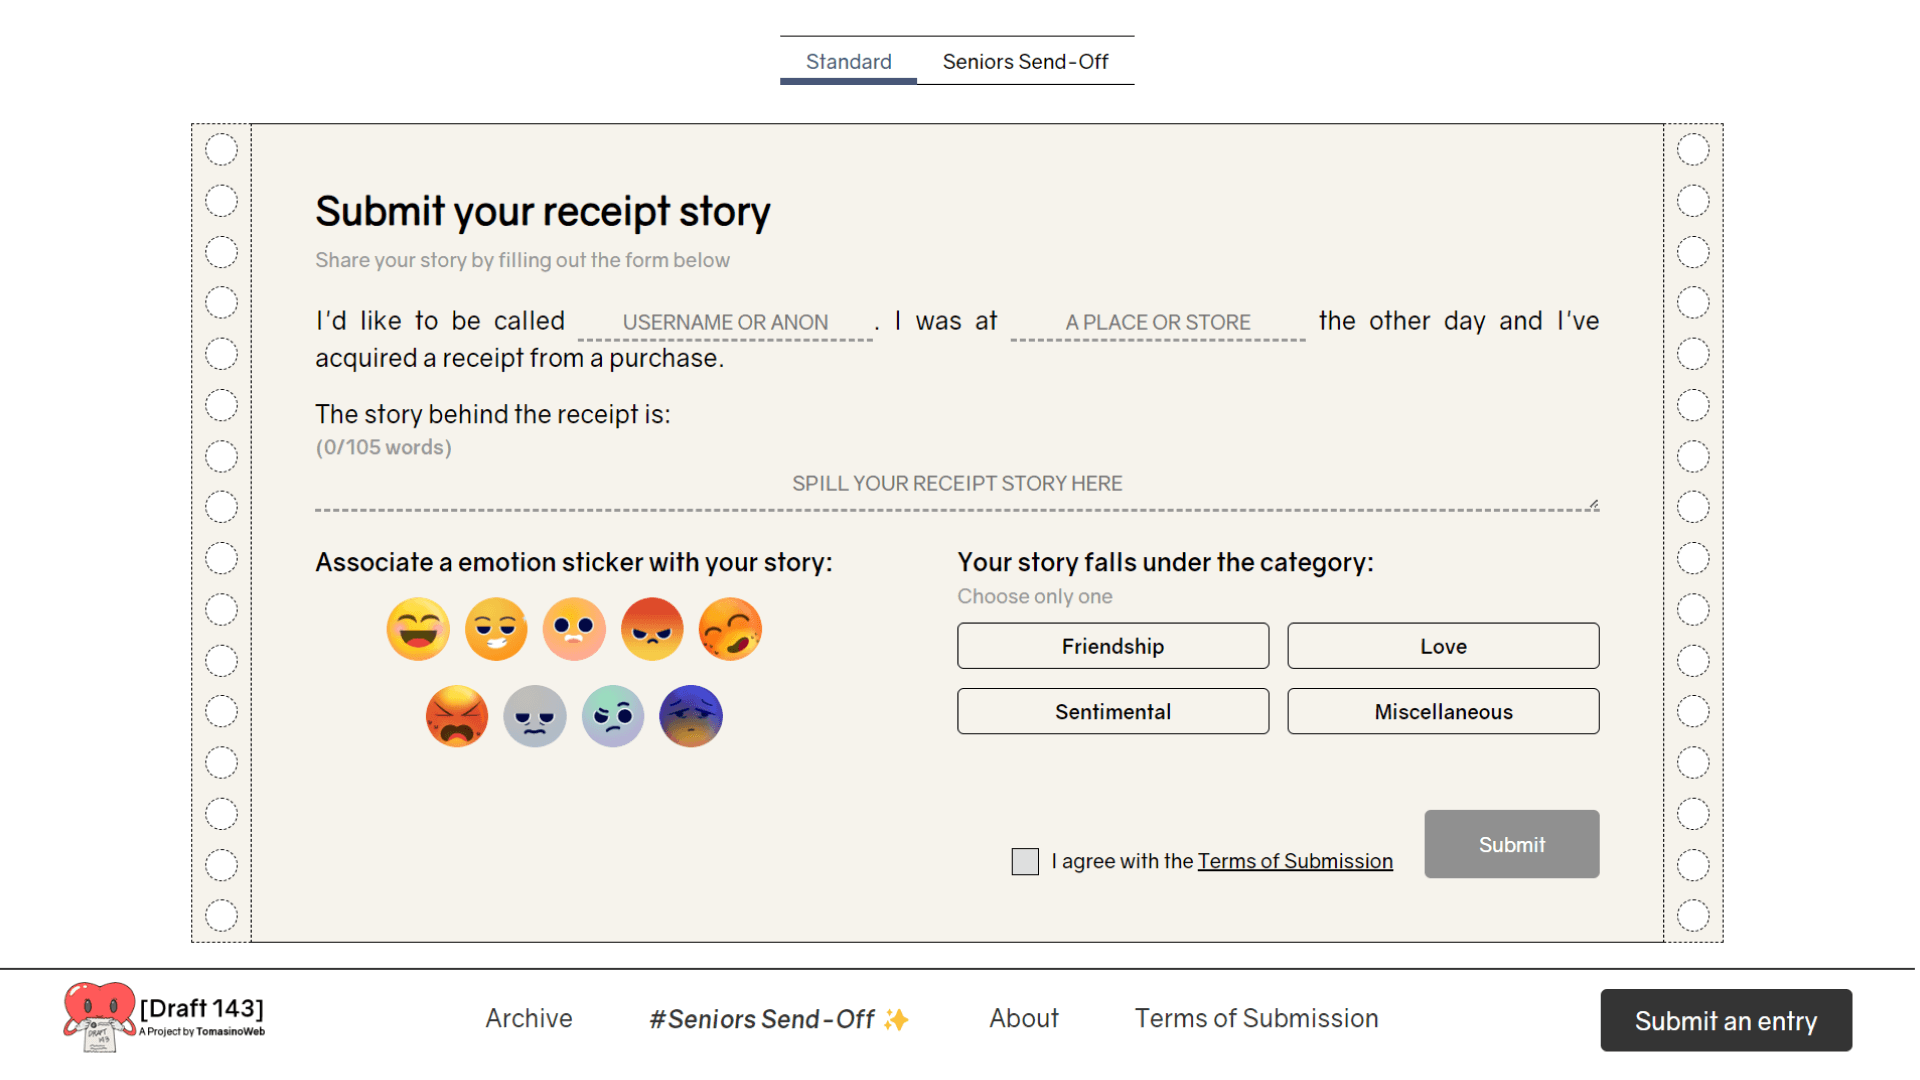 Standard Seniors Send-Off
Submit your receipt story
Share your story by filling out the form below
I'd like to be called USERNAME OR ANON . I was at A PLACE OR STORE the other day and I've
acquired a receipt from a purchase.
The story behind the receipt is:
(0/105 words)
SPILL YOUR RECEIPT STORY HERE
Associate a emotion sticker with your story:
Your story falls under the category:
Choose only one
Friendship Love
Sentimental Miscellaneous
I agree with the Terms of Submission
Submit
DRAFT
143
[Draft 143]
A Project by TomasinoWeb
Archive #Seniors Send-Off ✨ About Terms of Submission
Submit an entry